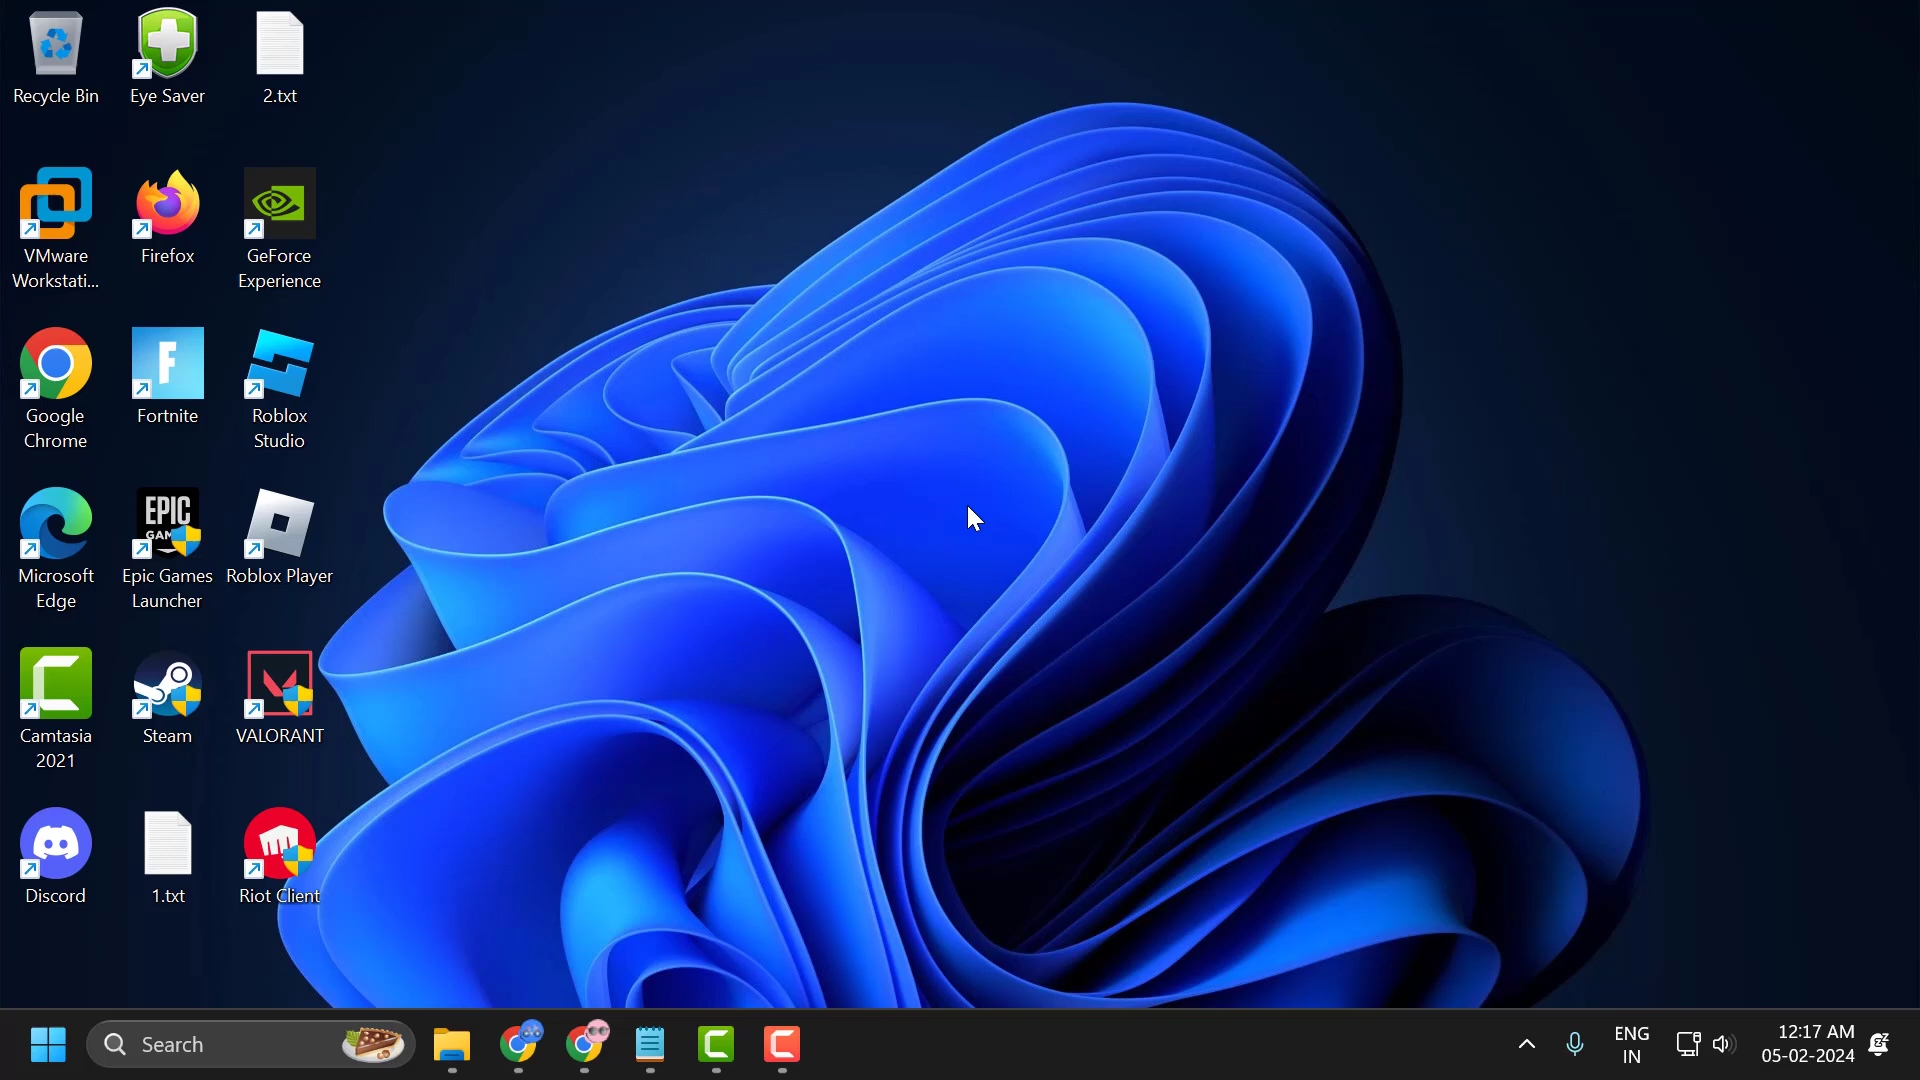 Recycle Bin
Eye Saver
2.txt
VMware
Workstati...
Firefox
GeForce
Experience
Google
Chrome
F
Fortnite
Roblox
Studio
Microsoft
Edge
EPIC
GAM
Epic Games
Launcher
Roblox Player
Camtasia
2021
Steam
VALORANT
Discord
1.txt
Riot Client
Search
ENG
IN
12:17 AM
05-02-2024